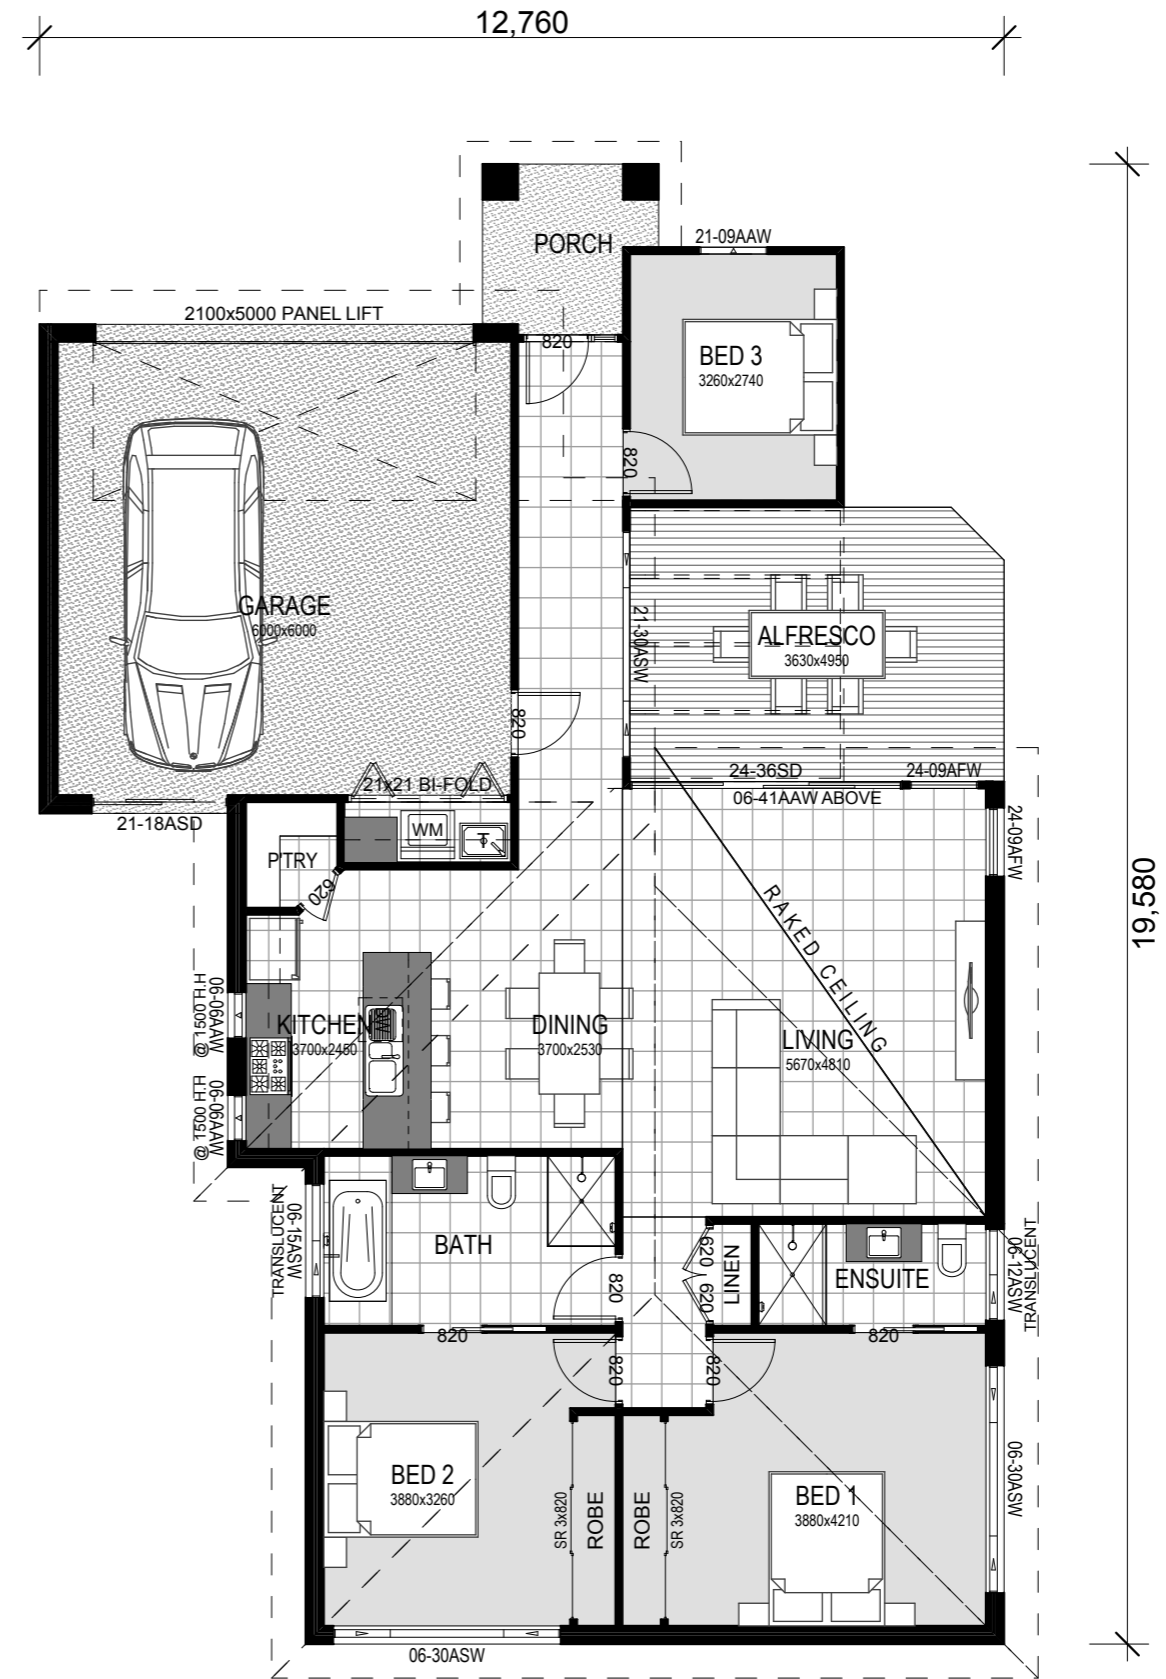 12,760
19,580
PORCH
21-09AAW
2100x5000 PANEL LIFT
820
BED 3
3260x2740
820
GARAGE
6000x6000
21-30ASW
ALFRESCO
3630x4950
820
21x21 BI-FOLD
24-36SD
24-09AFW
06-41AAW ABOVE
21-18ASD
WM
T
24-09AFW
P'TRY
620
RAKED CEILING
06-06AAW
@ 1500 H.H
KITCHEN
3700x2450
DW
DINING
3700x2530
LIVING
5670x4810
06-06AAW
@ 1500 H.H
TRANSLUCENT
06-15ASW
BATH
820
620
620
LINEN
ENSUITE
06-12ASW
TRANSLUCENT
820
820
820
820
BED 2
3880x3260
SR 3x820
ROBE
ROBE
SR 3x820
BED 1
3880x4210
06-30ASW
06-30ASW